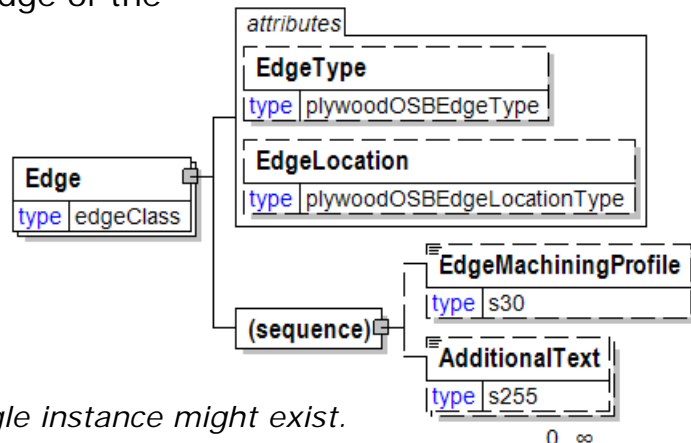 dge of the
attributes
EdgeType
type plywoodOSBEdgeType
EdgeLocation
type plywoodOSBEdgeLocationType
Edge
type edgeClass
EdgeMachiningProfile
type s30
(sequence)
AdditionalText
type s255
gle instance might exist.
0 ∞